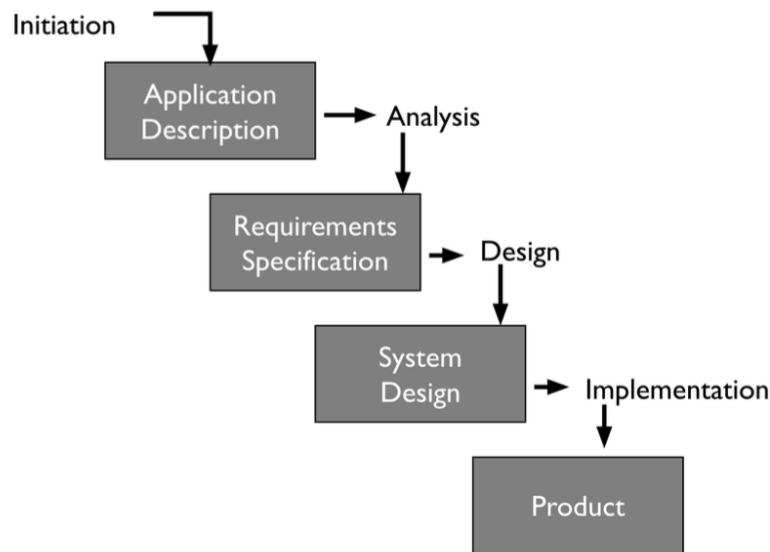 Initiation
Application
Description
Analysis
Requirements
Specification
Design
System
Design
Implementation
Product